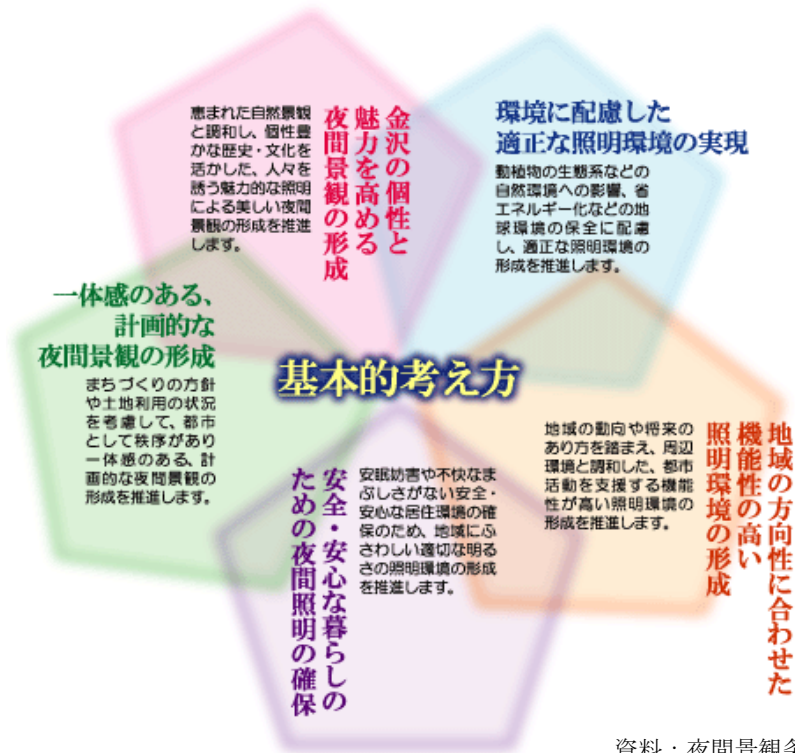 金沢の個性と
魅力を高める
夜間景観の形成
恵まれた自然景観
と調和し、個性豊
かな歴史・文化を
活かした、人々を
誘う魅力的な照明
による美しい夜間
景観の形成を推進
します。
環境に配慮した
適正な照明環境の実現
動植物の生態系などの
自然環境への影響、省
エネルギー化などの地
球環境の保全に配慮
し、適正な照明環境の
形成を推進します。
一体感のある、
計画的な
夜間景観の形成
まちづくりの方針
や土地利用の状況
を考慮して、都市
として秩序があり
一体感のある、計
画的な夜間景観の
形成を推進します。
基本的考え方
地域の方向性に合わせた
機能性の高い
照明環境の形成
地域の動向や将来の
あり方を踏まえ、周辺
環境と調和した、都市
活動を支援する機能
性が高い照明環境の
形成を推進します。
安全・安心な暮らしの
ための夜間照明の確保
安眠妨害や不快なま
ぶしさがない安全・
安心な居住環境の確
保のため、地域にふ
さわしい適切な明る
さの照明環境の形成
を推進します。
資料：夜間景観